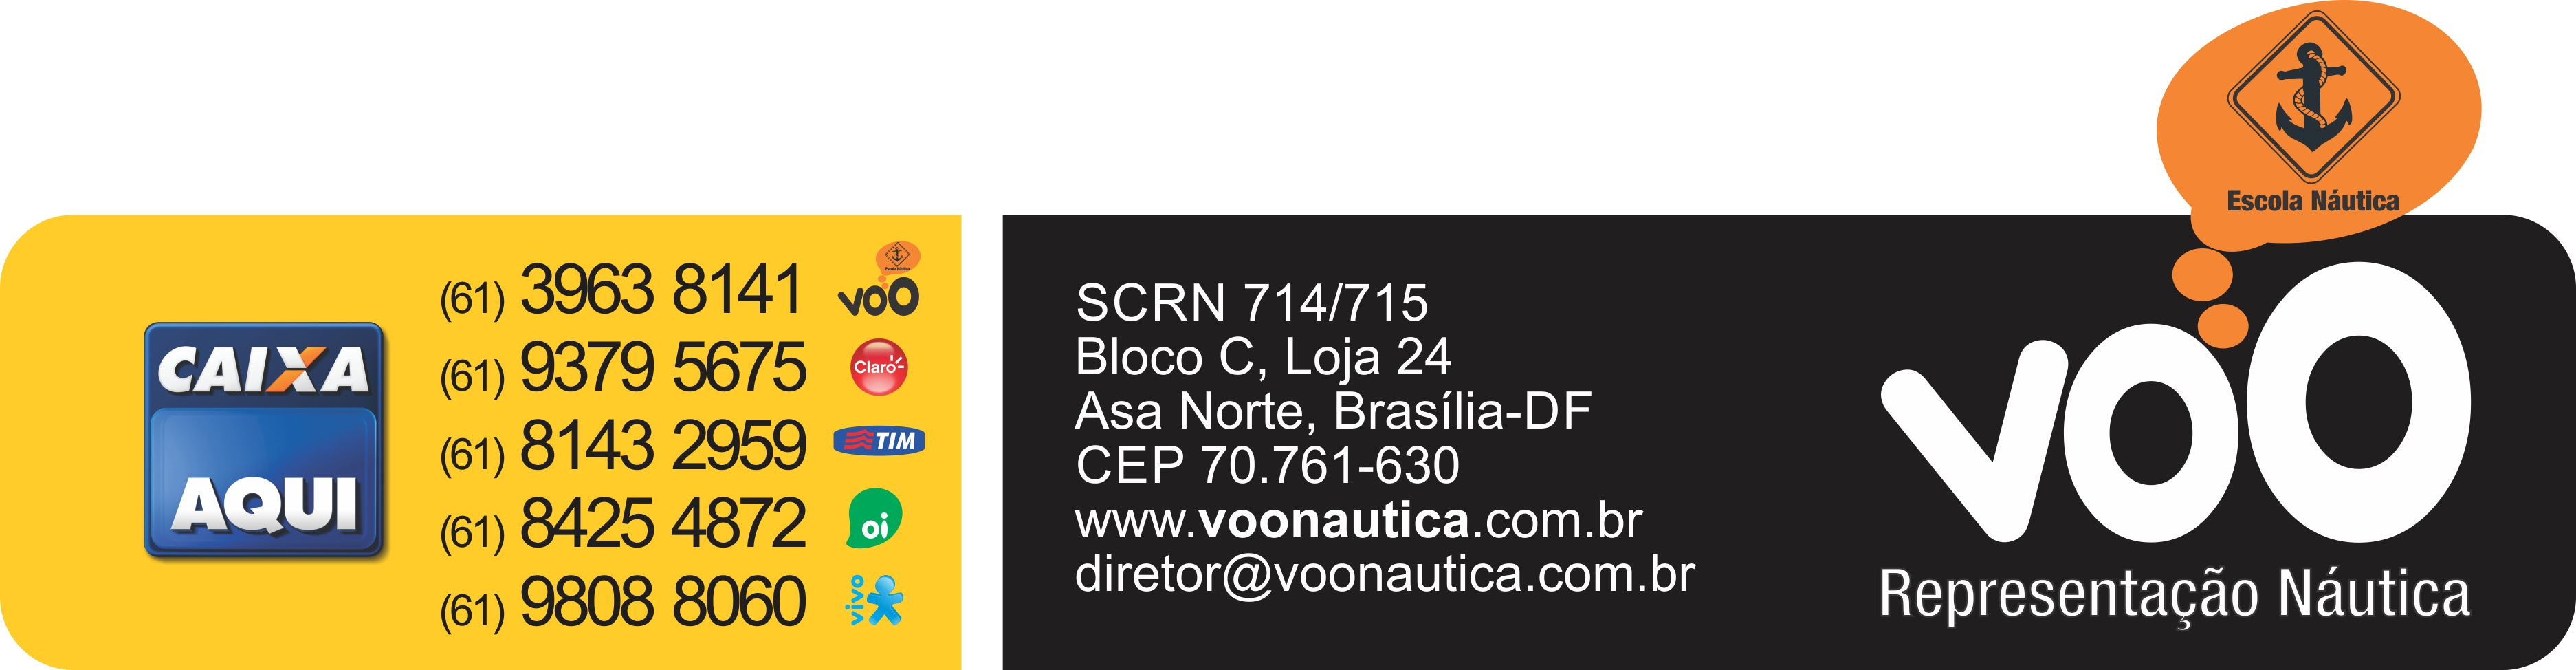 CAIXA
AQUI
(61) 3963 8141
Escola Náutica
voo
(61) 9379 5675
Claro
(61) 8143 2959
TIM
(61) 8425 4872
oi
(61) 9808 8060
vivo
SCRN 714/715
Bloco C, Loja 24
Asa Norte, Brasília-DF
CEP 70.761-630
www.voonautica.com.br
diretor@voonautica.com.br
Escola Náutica
voo
Representação Náutica